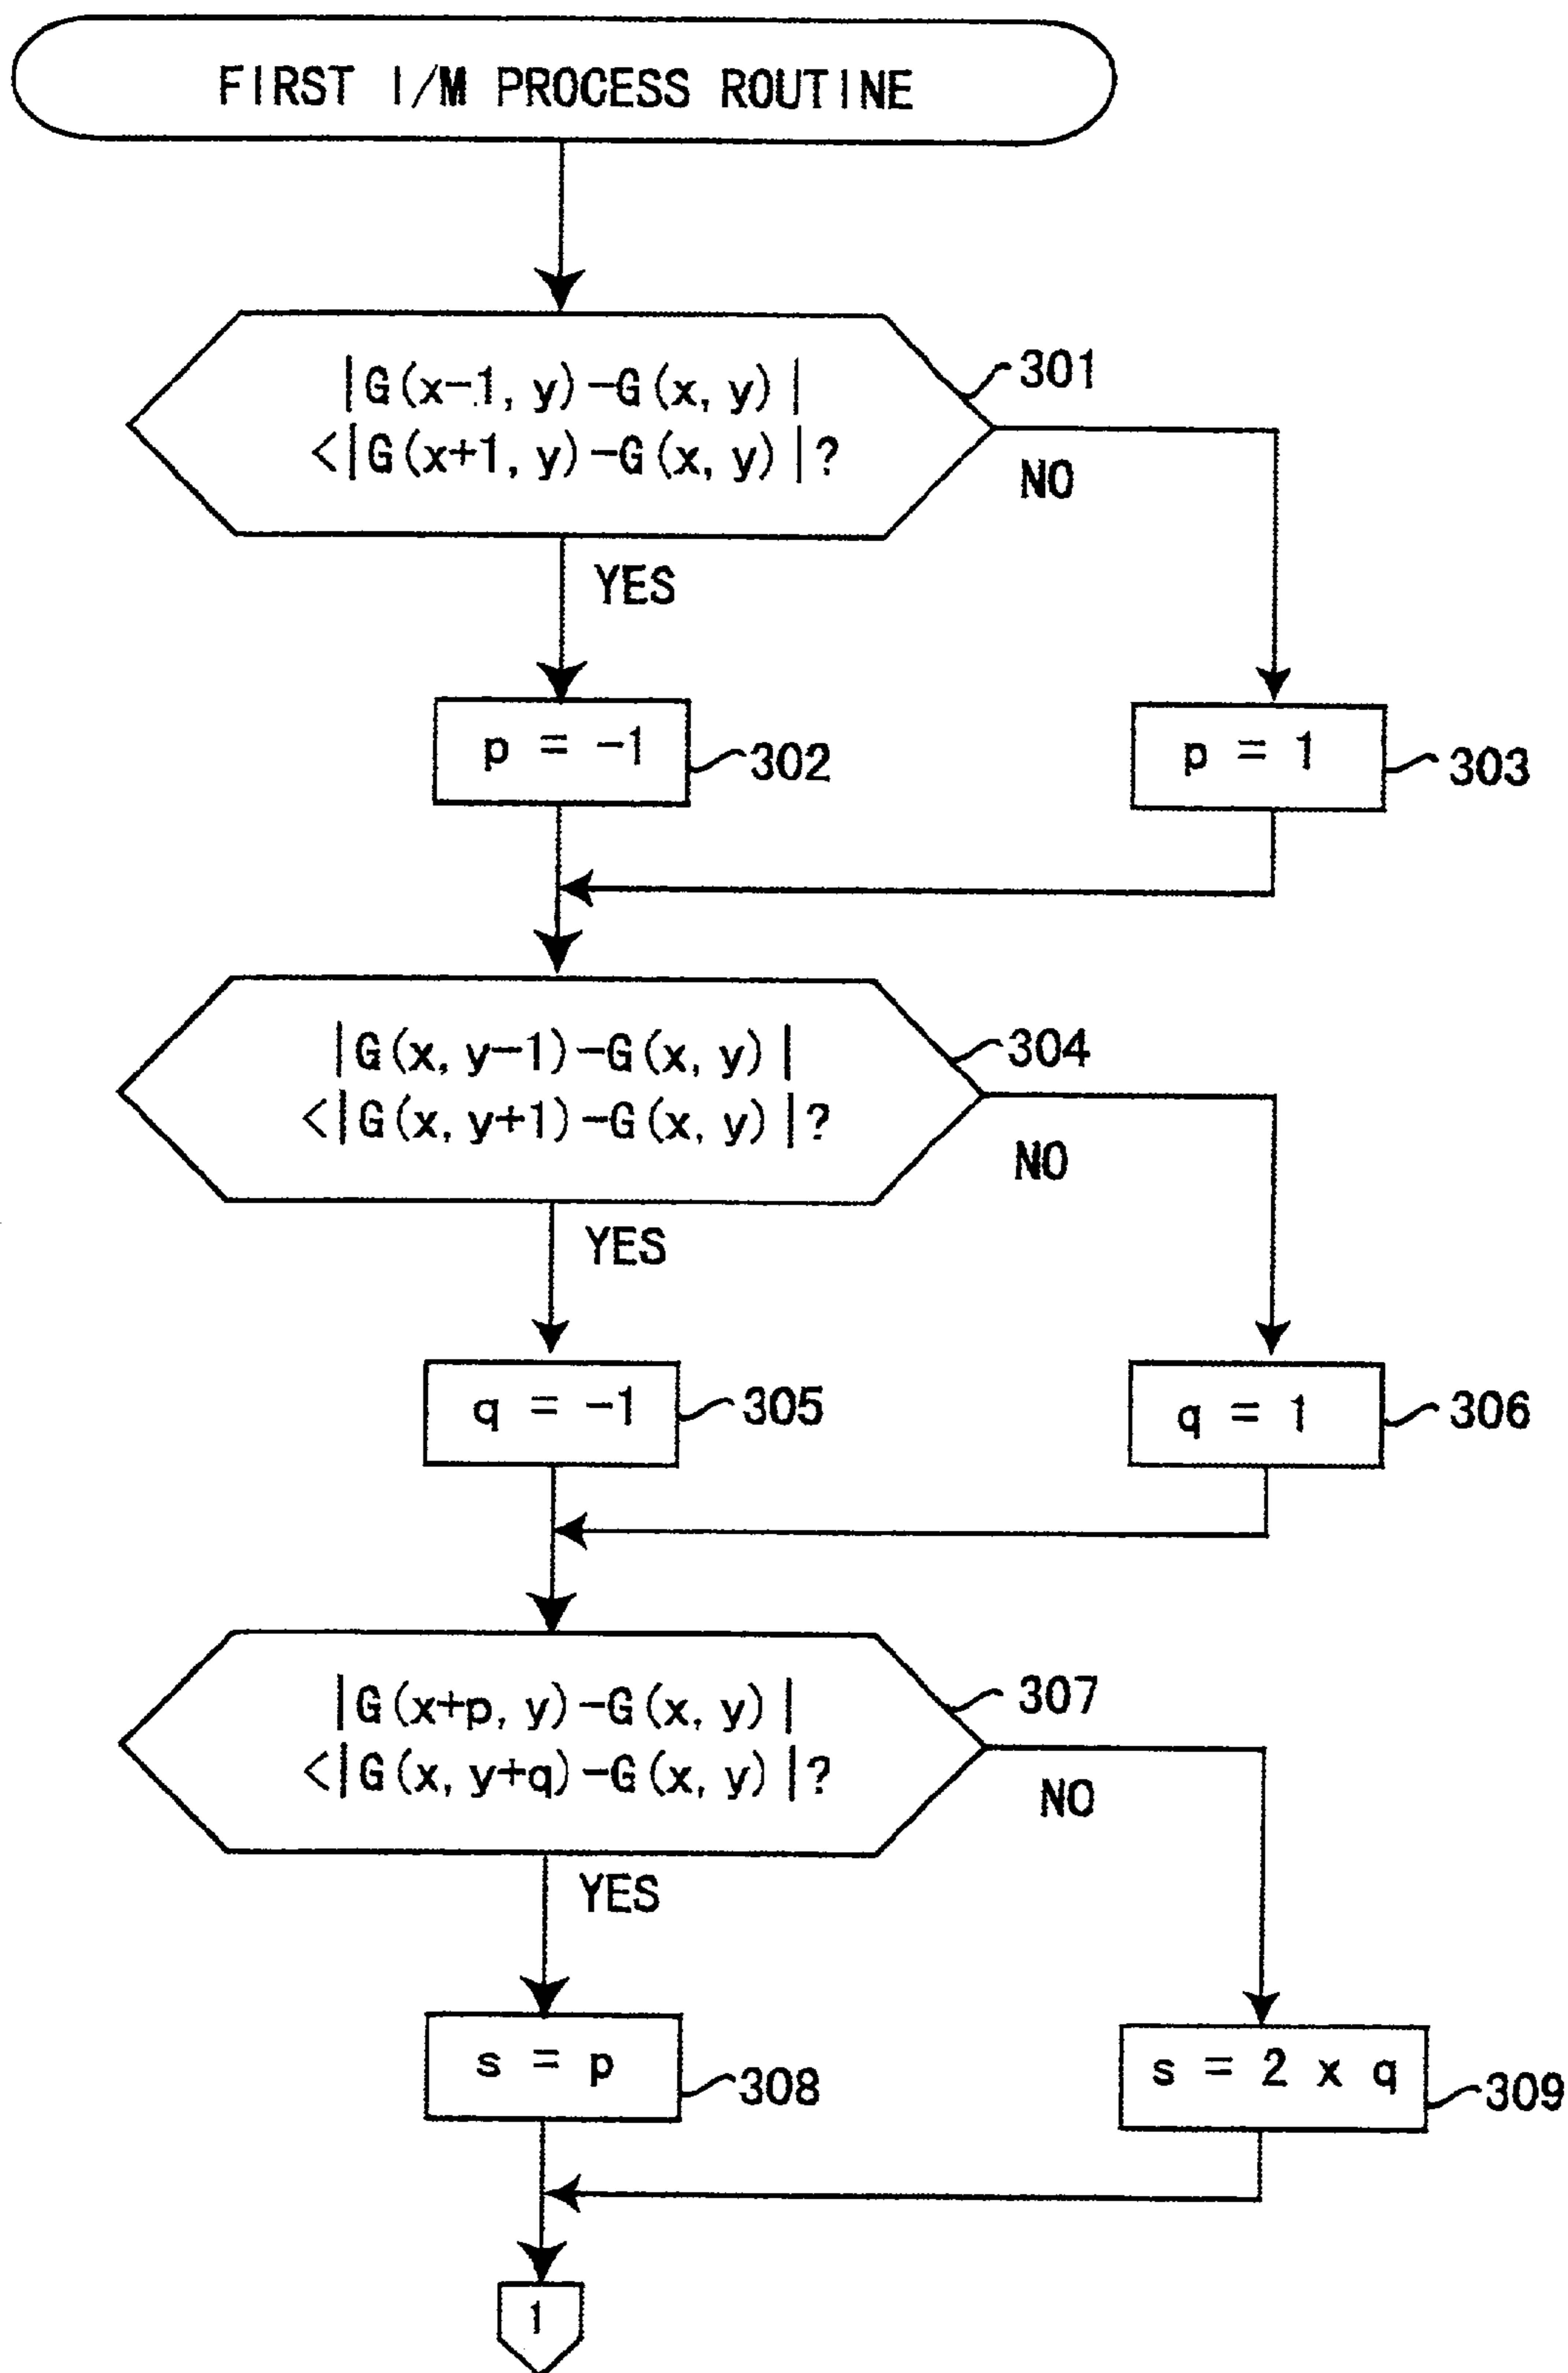 FIRST I/M PROCESS ROUTINE
|G(x-1, y)-G(x, y)|
<|G(x+1, y)-G(x, y)|?
301
NO
YES
p = -1
302
p = 1
303
|G(x, y-1)-G(x, y)|
<|G(x, y+1)-G(x, y)|?
304
NO
YES
q = -1
305
q = 1
306
|G(x+p, y)-G(x, y)|
<|G(x, y+q)-G(x, y)|?
307
NO
YES
s = p
308
s = 2 x q
309
1